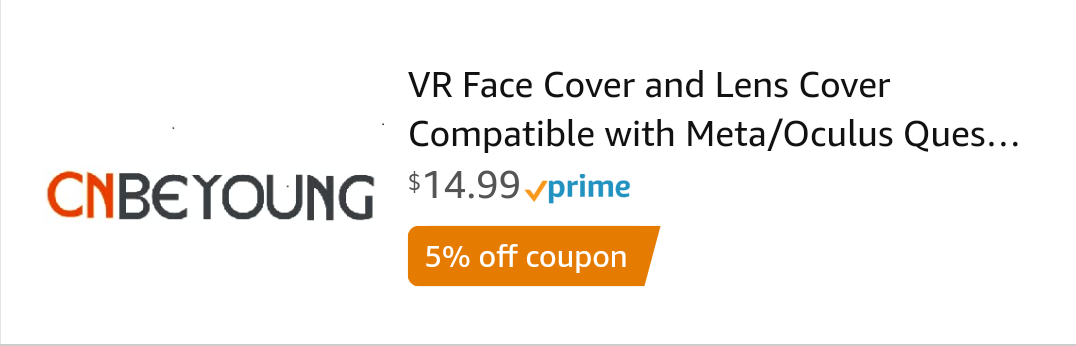 CNBEYOUNG
VR Face Cover and Lens Cover
Compatible with Meta/Oculus Ques...
$14.99 prime
5% off coupon